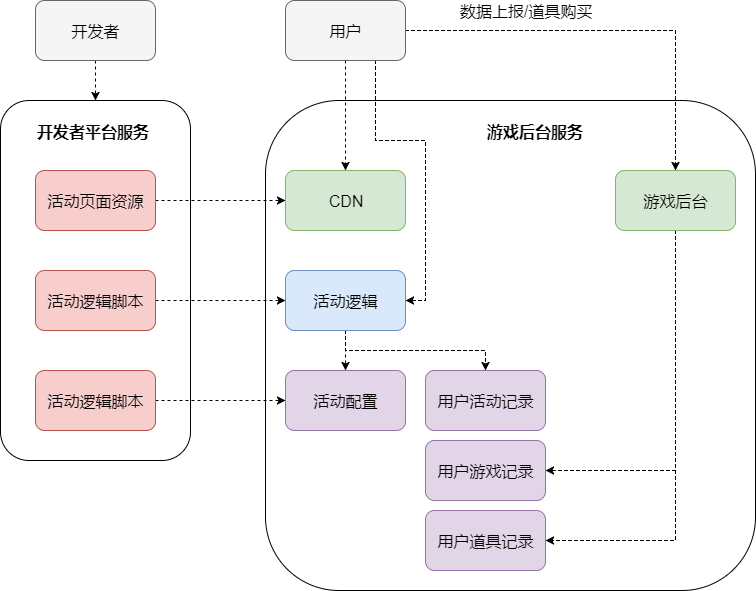 数据上报/道具购买
开发者
用户
开发者平台服务
游戏后台服务
活动页面资源
CDN
游戏后台
活动逻辑脚本
活动逻辑
活动逻辑脚本
活动配置
用户活动记录
用户游戏记录
用户道具记录